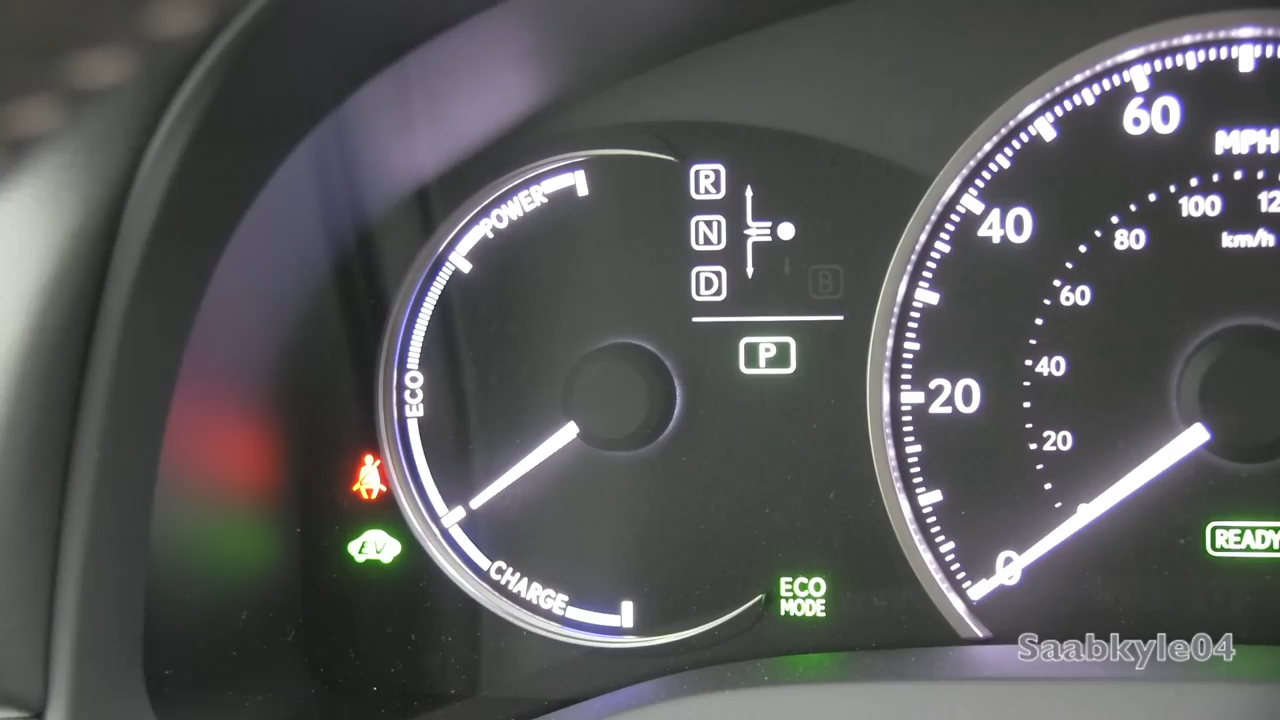 POWER
ECO
CHARGE
R
N
D
B
P
EV
ECO
MODE
60
40
20
0
MPH
100
80
60
40
20
km/h
READY
Saabkyle04